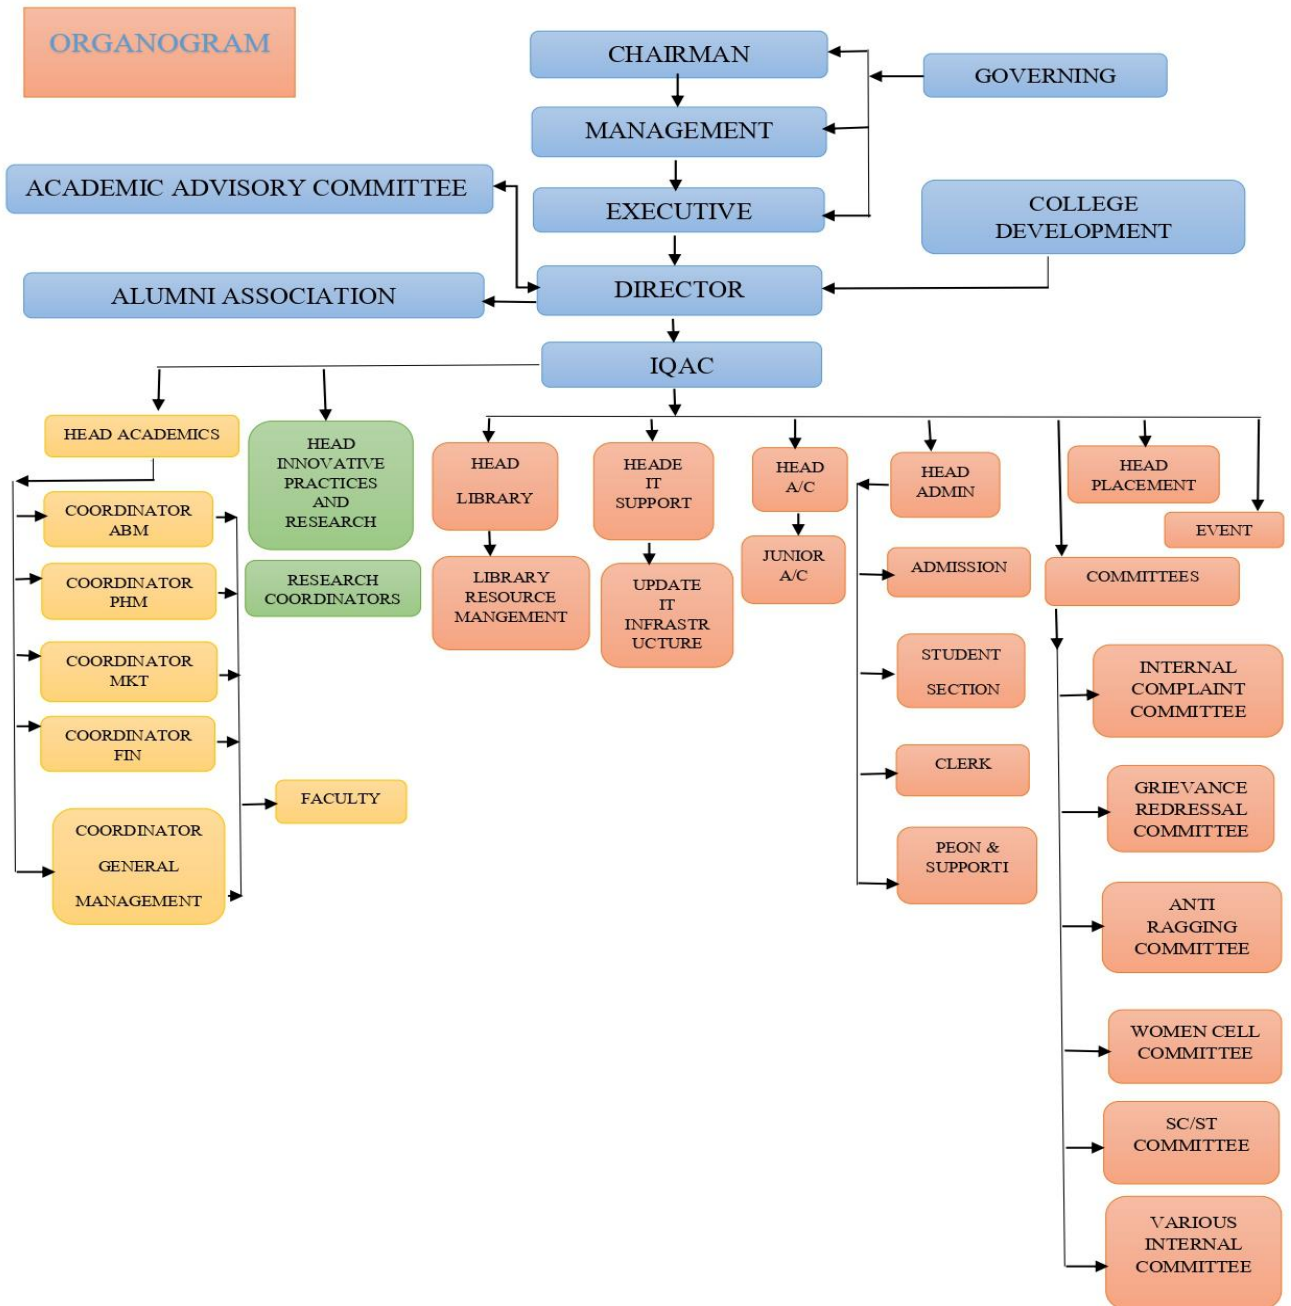 ORGANOGRAM
CHAIRMAN
GOVERNING
MANAGEMENT
ACADEMIC ADVISORY COMMITTEE
EXECUTIVE
COLLEGE
DEVELOPMENT
ALUMNI ASSOCIATION
DIRECTOR
IQAC
HEAD ACADEMICS
HEAD
INNOVATIVE
PRACTICES
AND
RESEARCH
HEAD
LIBRARY
HEADE
IT
SUPPORT
HEAD
A/C
HEAD
ADMIN
HEAD
PLACEMENT
EVENT
COORDINATOR
ABM
COORDINATOR
PHM
COORDINATOR
MKT
COORDINATOR
FIN
COORDINATOR
GENERAL
MANAGEMENT
FACULTY
RESEARCH
COORDINATORS
LIBRARY
RESOURCE
MANGEMENT
UPDATE
IT
INFRASTR
UCTURE
JUNIOR
A/C
ADMISSION
STUDENT
SECTION
CLERK
PEON &
SUPPORTI
COMMITTEES
INTERNAL
COMPLAINT
COMMITTEE
GRIEVANCE
REDRESSAL
COMMITTEE
ANTI
RAGGING
COMMITTEE
WOMEN CELL
COMMITTEE
SC/ST
COMMITTEE
VARIOUS
INTERNAL
COMMITTEE